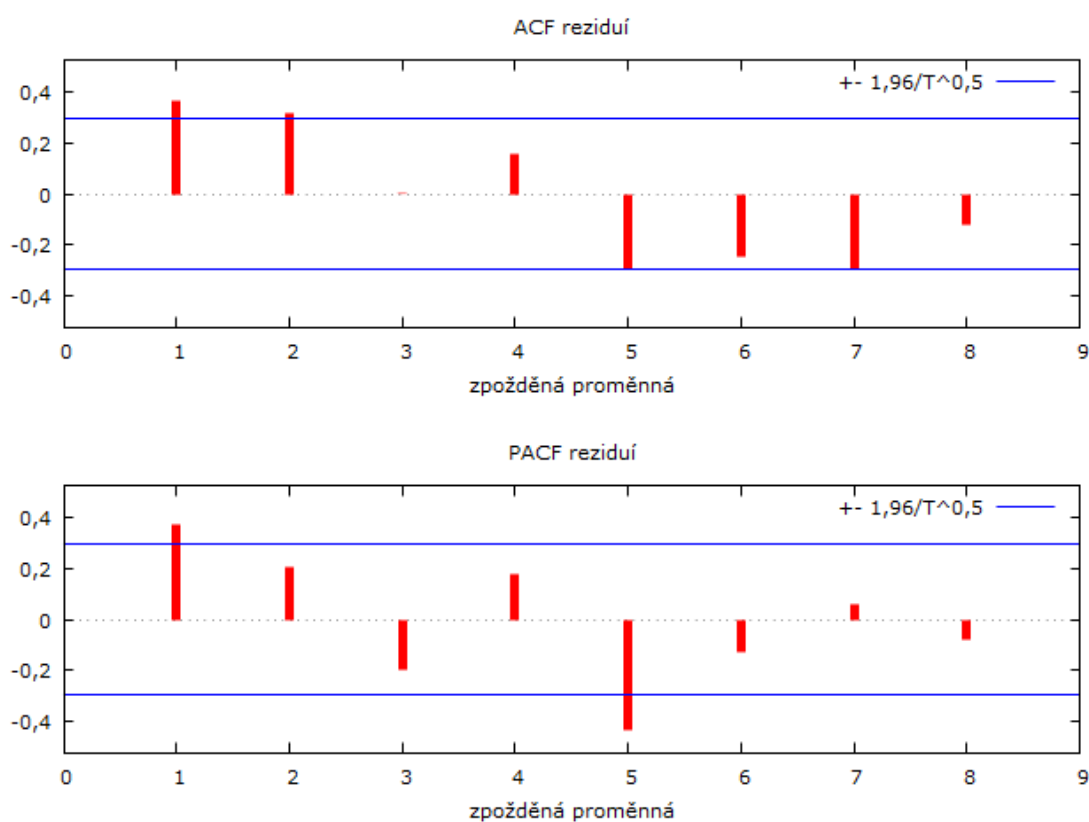 ACF reziduí
+- 1,96/T^0,5
0,4
0,2
0
-0,2
-0,4
0 1 2 3 4 5 6 7 8 9
zpožděná proměnná
PACF reziduí
+- 1,96/T^0,5
0,4
0,2
0
-0,2
-0,4
0 1 2 3 4 5 6 7 8 9
zpožděná proměnná